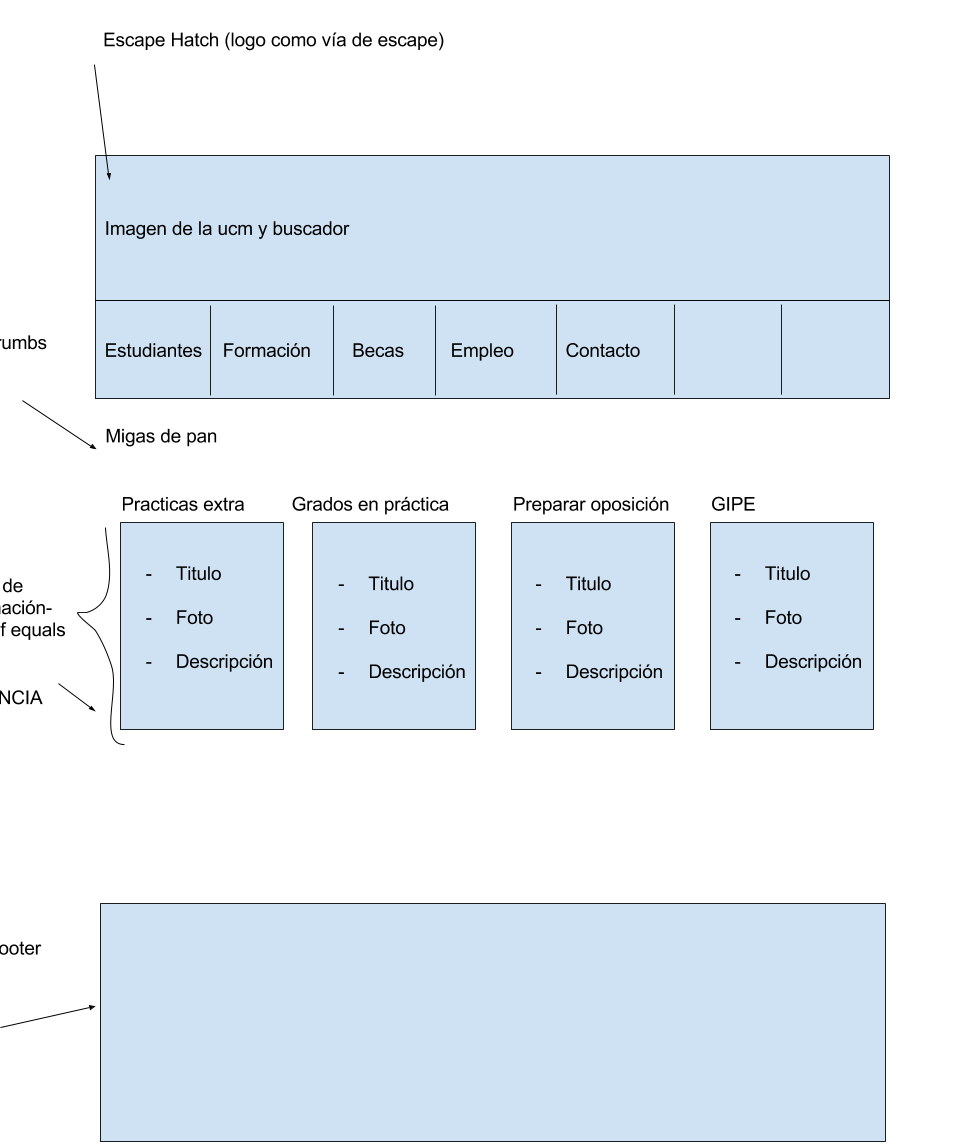 Escape Hatch (logo como vía de escape)
Imagen de la ucm y buscador
Estudiantes Formación Becas Empleo Contacto
rumbs
Migas de pan
Practicas extra Grados en práctica Preparar oposición GIPE
- Titulo
- Foto
- Descripción
- Titulo
- Foto
- Descripción
- Titulo
- Foto
- Descripción
- Titulo
- Foto
- Descripción
de
ación-
f equals
NCIA
ooter